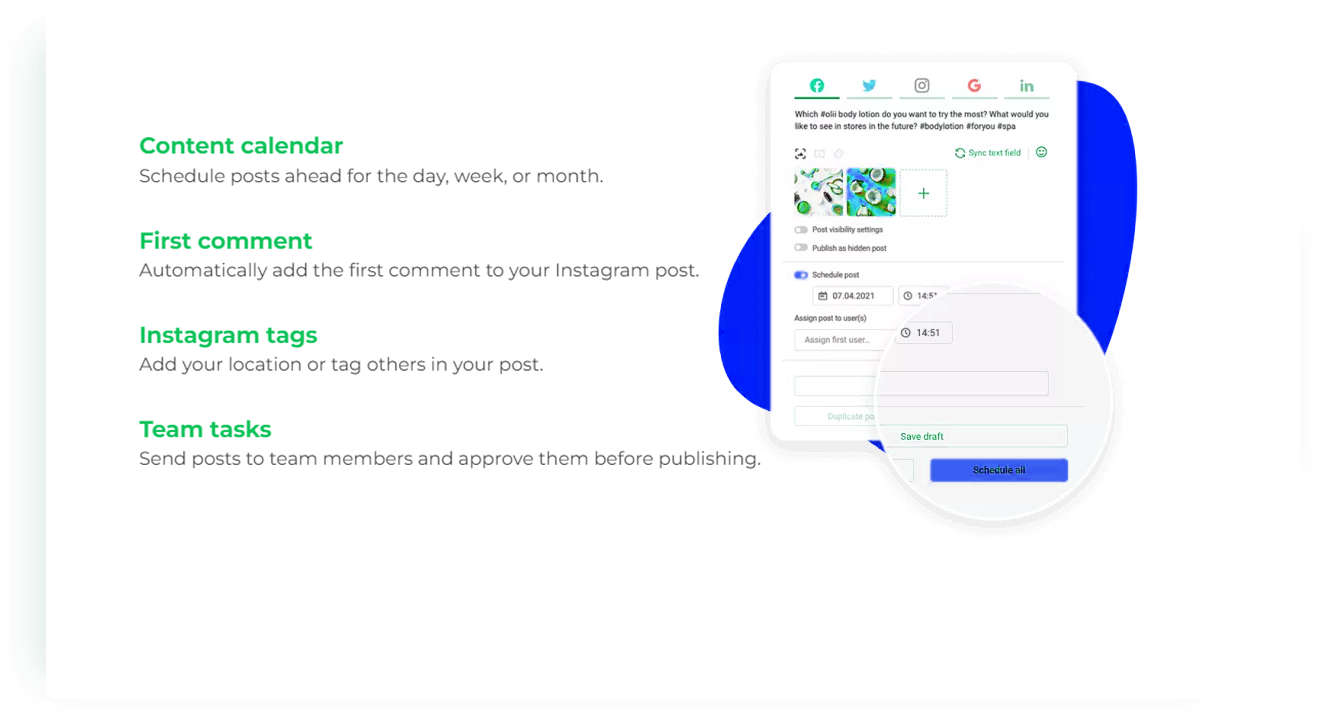 Content calendar
Schedule posts ahead for the day, week, or month.
First comment
Automatically add the first comment to your Instagram post.
Instagram tags
Add your location or tag others in your post.
Team tasks
Send posts to team members and approve them before publishing.
Which #olii body lotion do you want to try the most? What would you
like to see in stores in the future? #bodylotion #foryou #spa
Sync text field
Post visibility settings
Publish as hidden post
Schedule post
07.04.2021 14:51
Assign post to user(s)
14:51
Assign first user...
Duplicate po
Save draft
Schedule all